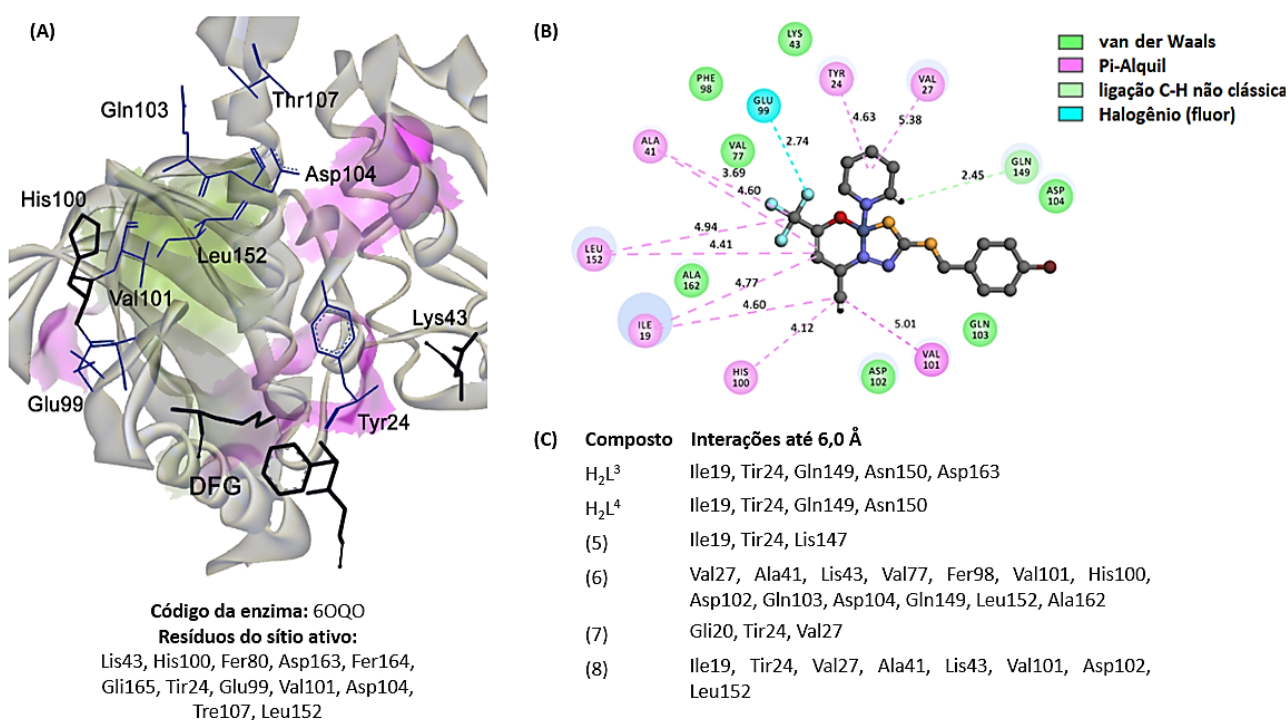 (A)
Gln103
Thr107
Asp104
His100
Leu152
Val101
Lys43
Glu99
Tyr24
DFG
Código da enzima: 6OQO
Resíduos do sítio ativo:
Lis43, His100, Fer80, Asp163, Fer164,
Gli165, Tir24, Glu99, Val101, Asp104,
Tre107, Leu152
(B)
van der Waals
Pi-Alquil
ligação C-H não clássica
Halogênio (fluor)
LYS
43
PHE
98
TYR
24
VAL
27
GLU
99
4.63
5.38
2.74
ALA
41
VAL
77
3.69
4.60
2.45
GLN
149
ASP
104
LEU
152
4.94
4.41
ALA
162
4.77
4.60
ILE
19
4.12
5.01
GLN
103
HIS
100
ASP
102
VAL
101
(C) Composto Interações até 6,0 Å
H₂L³ Ile19, Tir24, Gln149, Asn150, Asp163
H₂L⁴ Ile19, Tir24, Gln149, Asn150
(5) Ile19, Tir24, Lis147
(6) Val27, Ala41, Lis43, Val77, Fer98, Val101, His100,
Asp102, Gln103, Asp104, Gln149, Leu152, Ala162
(7) Gli20, Tir24, Val27
(8) Ile19, Tir24, Val27, Ala41, Lis43, Val101, Asp102,
Leu152